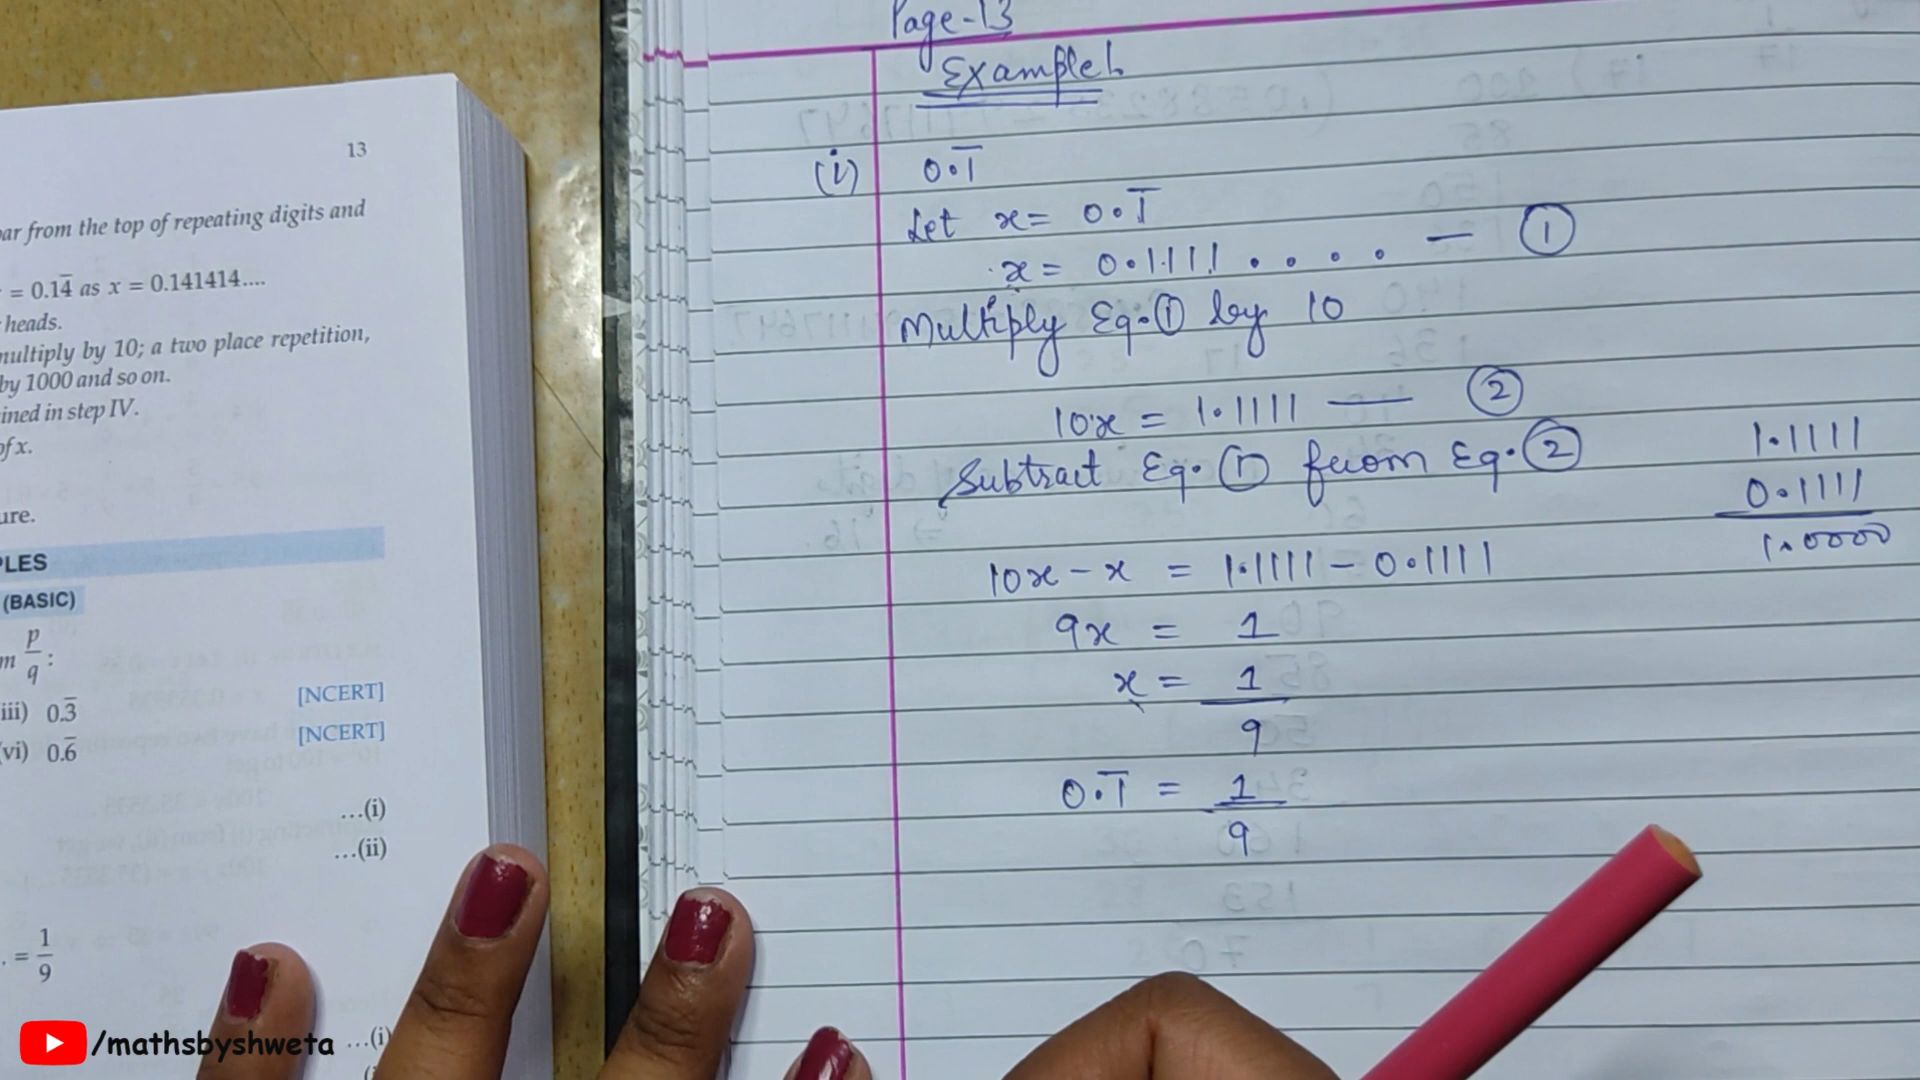 13
ar from the top of repeating digits and
= 0.1̅4̅ as x = 0.141414....
heads.
multiply by 10; a two place repetition,
by 1000 and so on.
ined in step IV.
of x.
ure.
PLES
(BASIC)
m p/q :
iii) 0.3̅ [NCERT]
(vi) 0.6̅ [NCERT]
...(i)
...(ii)
. = 1/9
...(i)
Page-13
Example 1.
(i) 0.1̅
Let x = 0.1̅
x = 0.1111 . . . . — ①
Multiply Eq.① by 10
10x = 1.1111 — ②
Subtract Eq.① from Eq.②
1.1111
0.1111
1.0000
10x - x = 1.1111 - 0.1111
9x = 1
x = 1/9
0.1̅ = 1/9
/mathsbyshweta